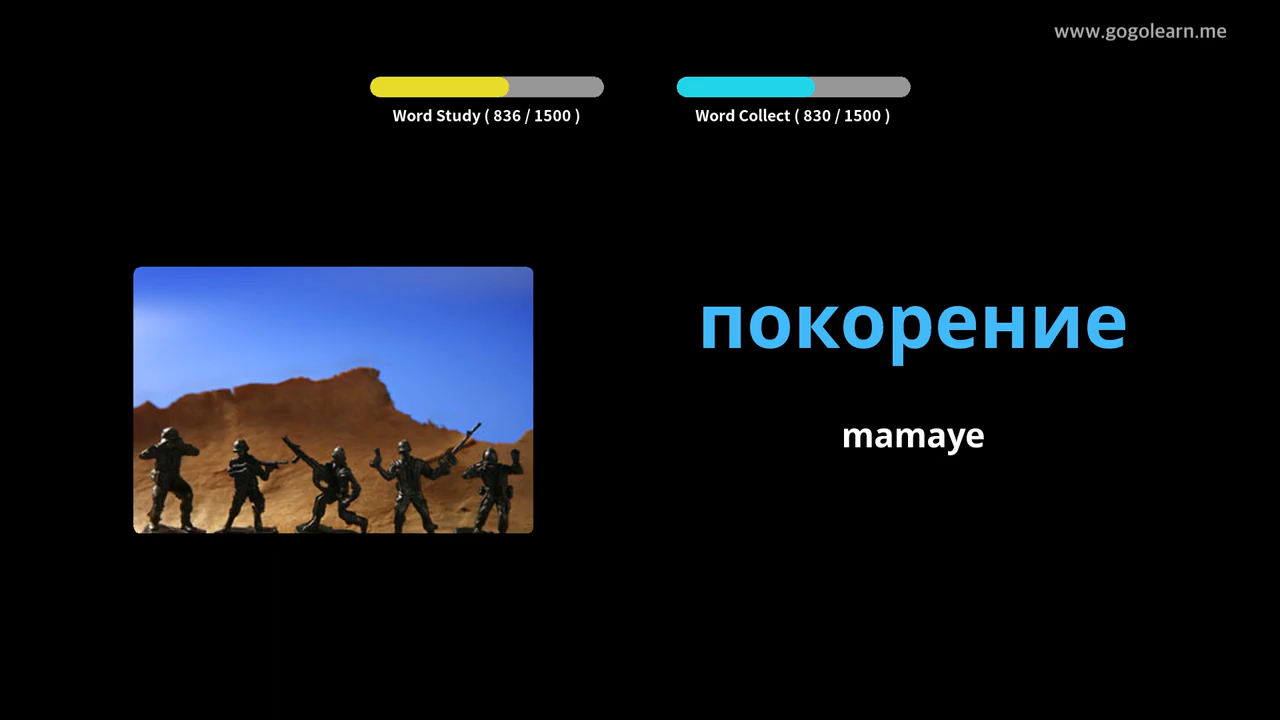 www.gogolearn.me
Word Study ( 836 / 1500 )
Word Collect ( 830 / 1500 )
покорение
mamaye